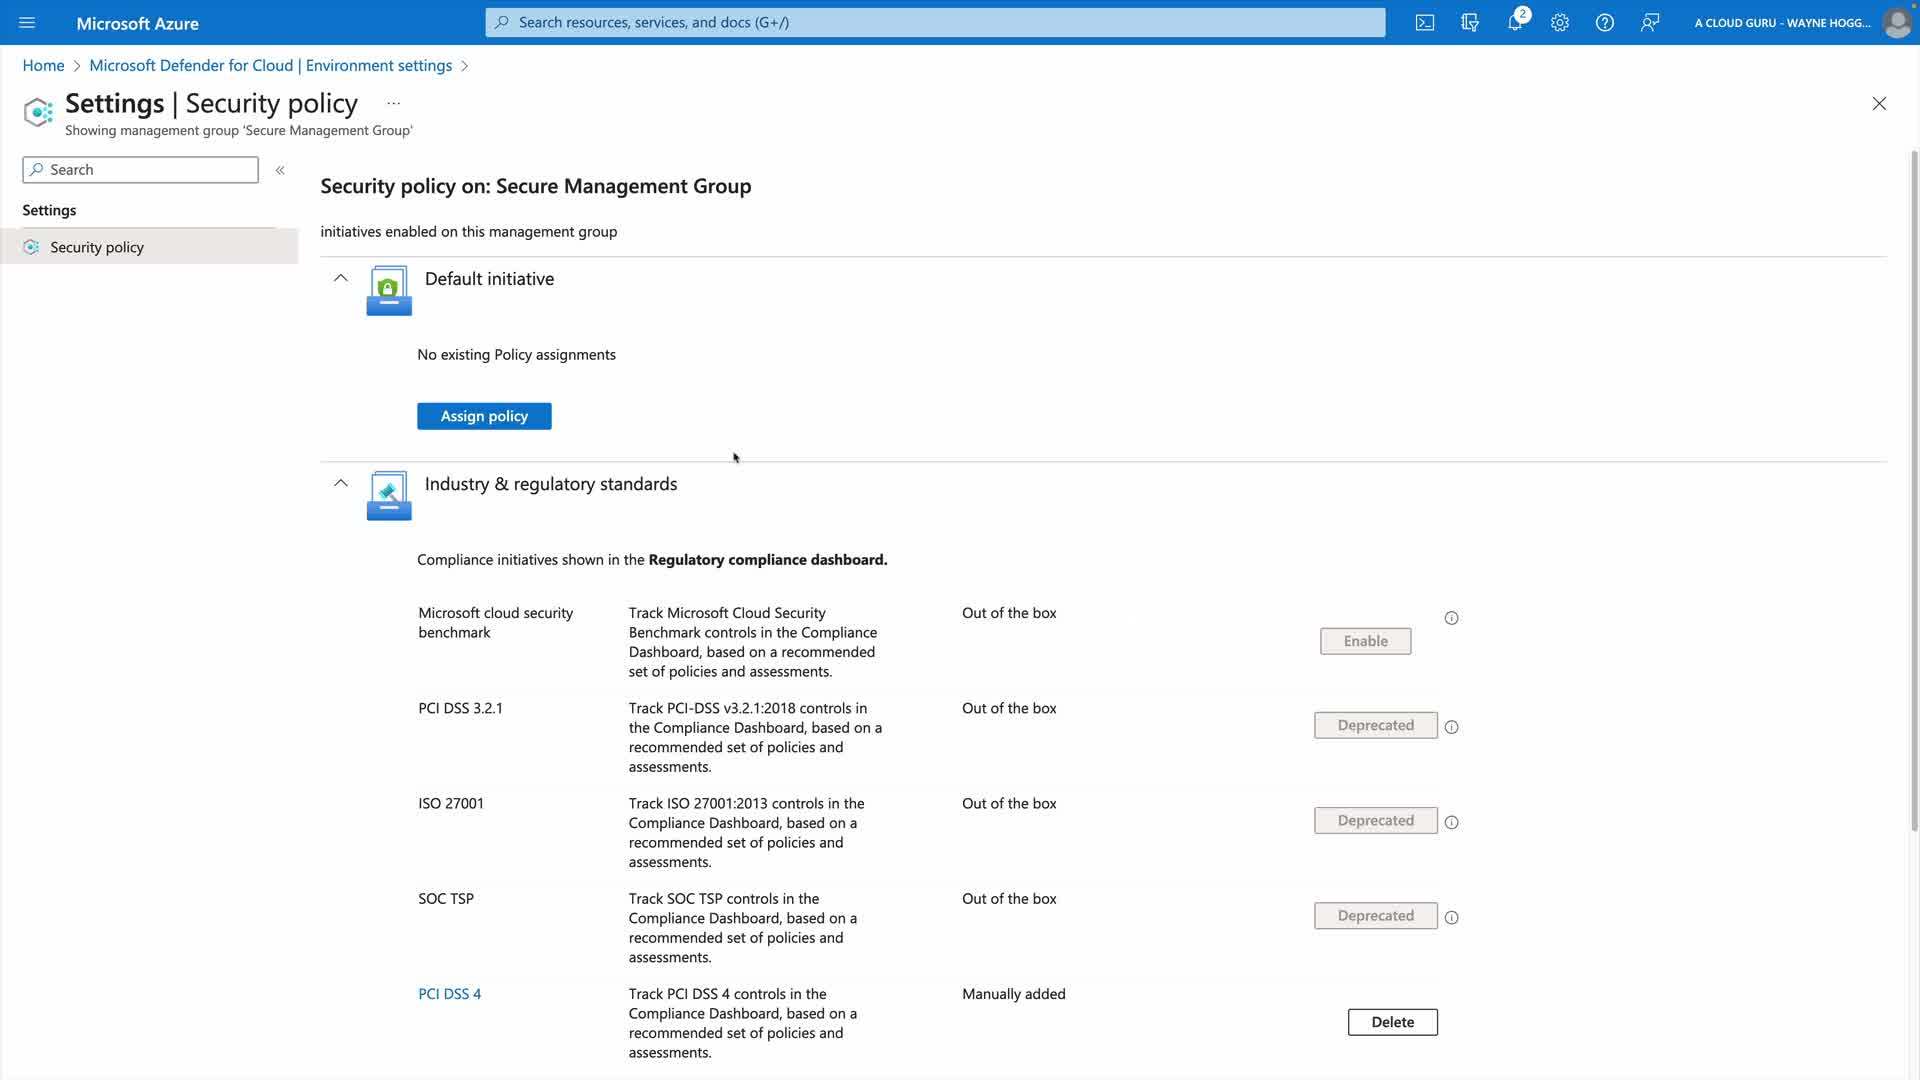 Microsoft Azure
Search resources, services, and docs (G+/)
2
A CLOUD GURU - WAYNE HOGG...
Home > Microsoft Defender for Cloud | Environment settings >
Settings | Security policy ...
Showing management group 'Secure Management Group'
Search
«
Settings
Security policy
Security policy on: Secure Management Group
initiatives enabled on this management group
Default initiative
No existing Policy assignments
Assign policy
Industry & regulatory standards
Compliance initiatives shown in the Regulatory compliance dashboard.
Microsoft cloud security
benchmark
Track Microsoft Cloud Security
Benchmark controls in the Compliance
Dashboard, based on a recommended
set of policies and assessments.
Out of the box
Enable
PCI DSS 3.2.1
Track PCI-DSS v3.2.1:2018 controls in
the Compliance Dashboard, based on a
recommended set of policies and
assessments.
Out of the box
Deprecated
ISO 27001
Track ISO 27001:2013 controls in the
Compliance Dashboard, based on a
recommended set of policies and
assessments.
Out of the box
Deprecated
SOC TSP
Track SOC TSP controls in the
Compliance Dashboard, based on a
recommended set of policies and
assessments.
Out of the box
Deprecated
PCI DSS 4
Track PCI DSS 4 controls in the
Compliance Dashboard, based on a
recommended set of policies and
assessments.
Manually added
Delete